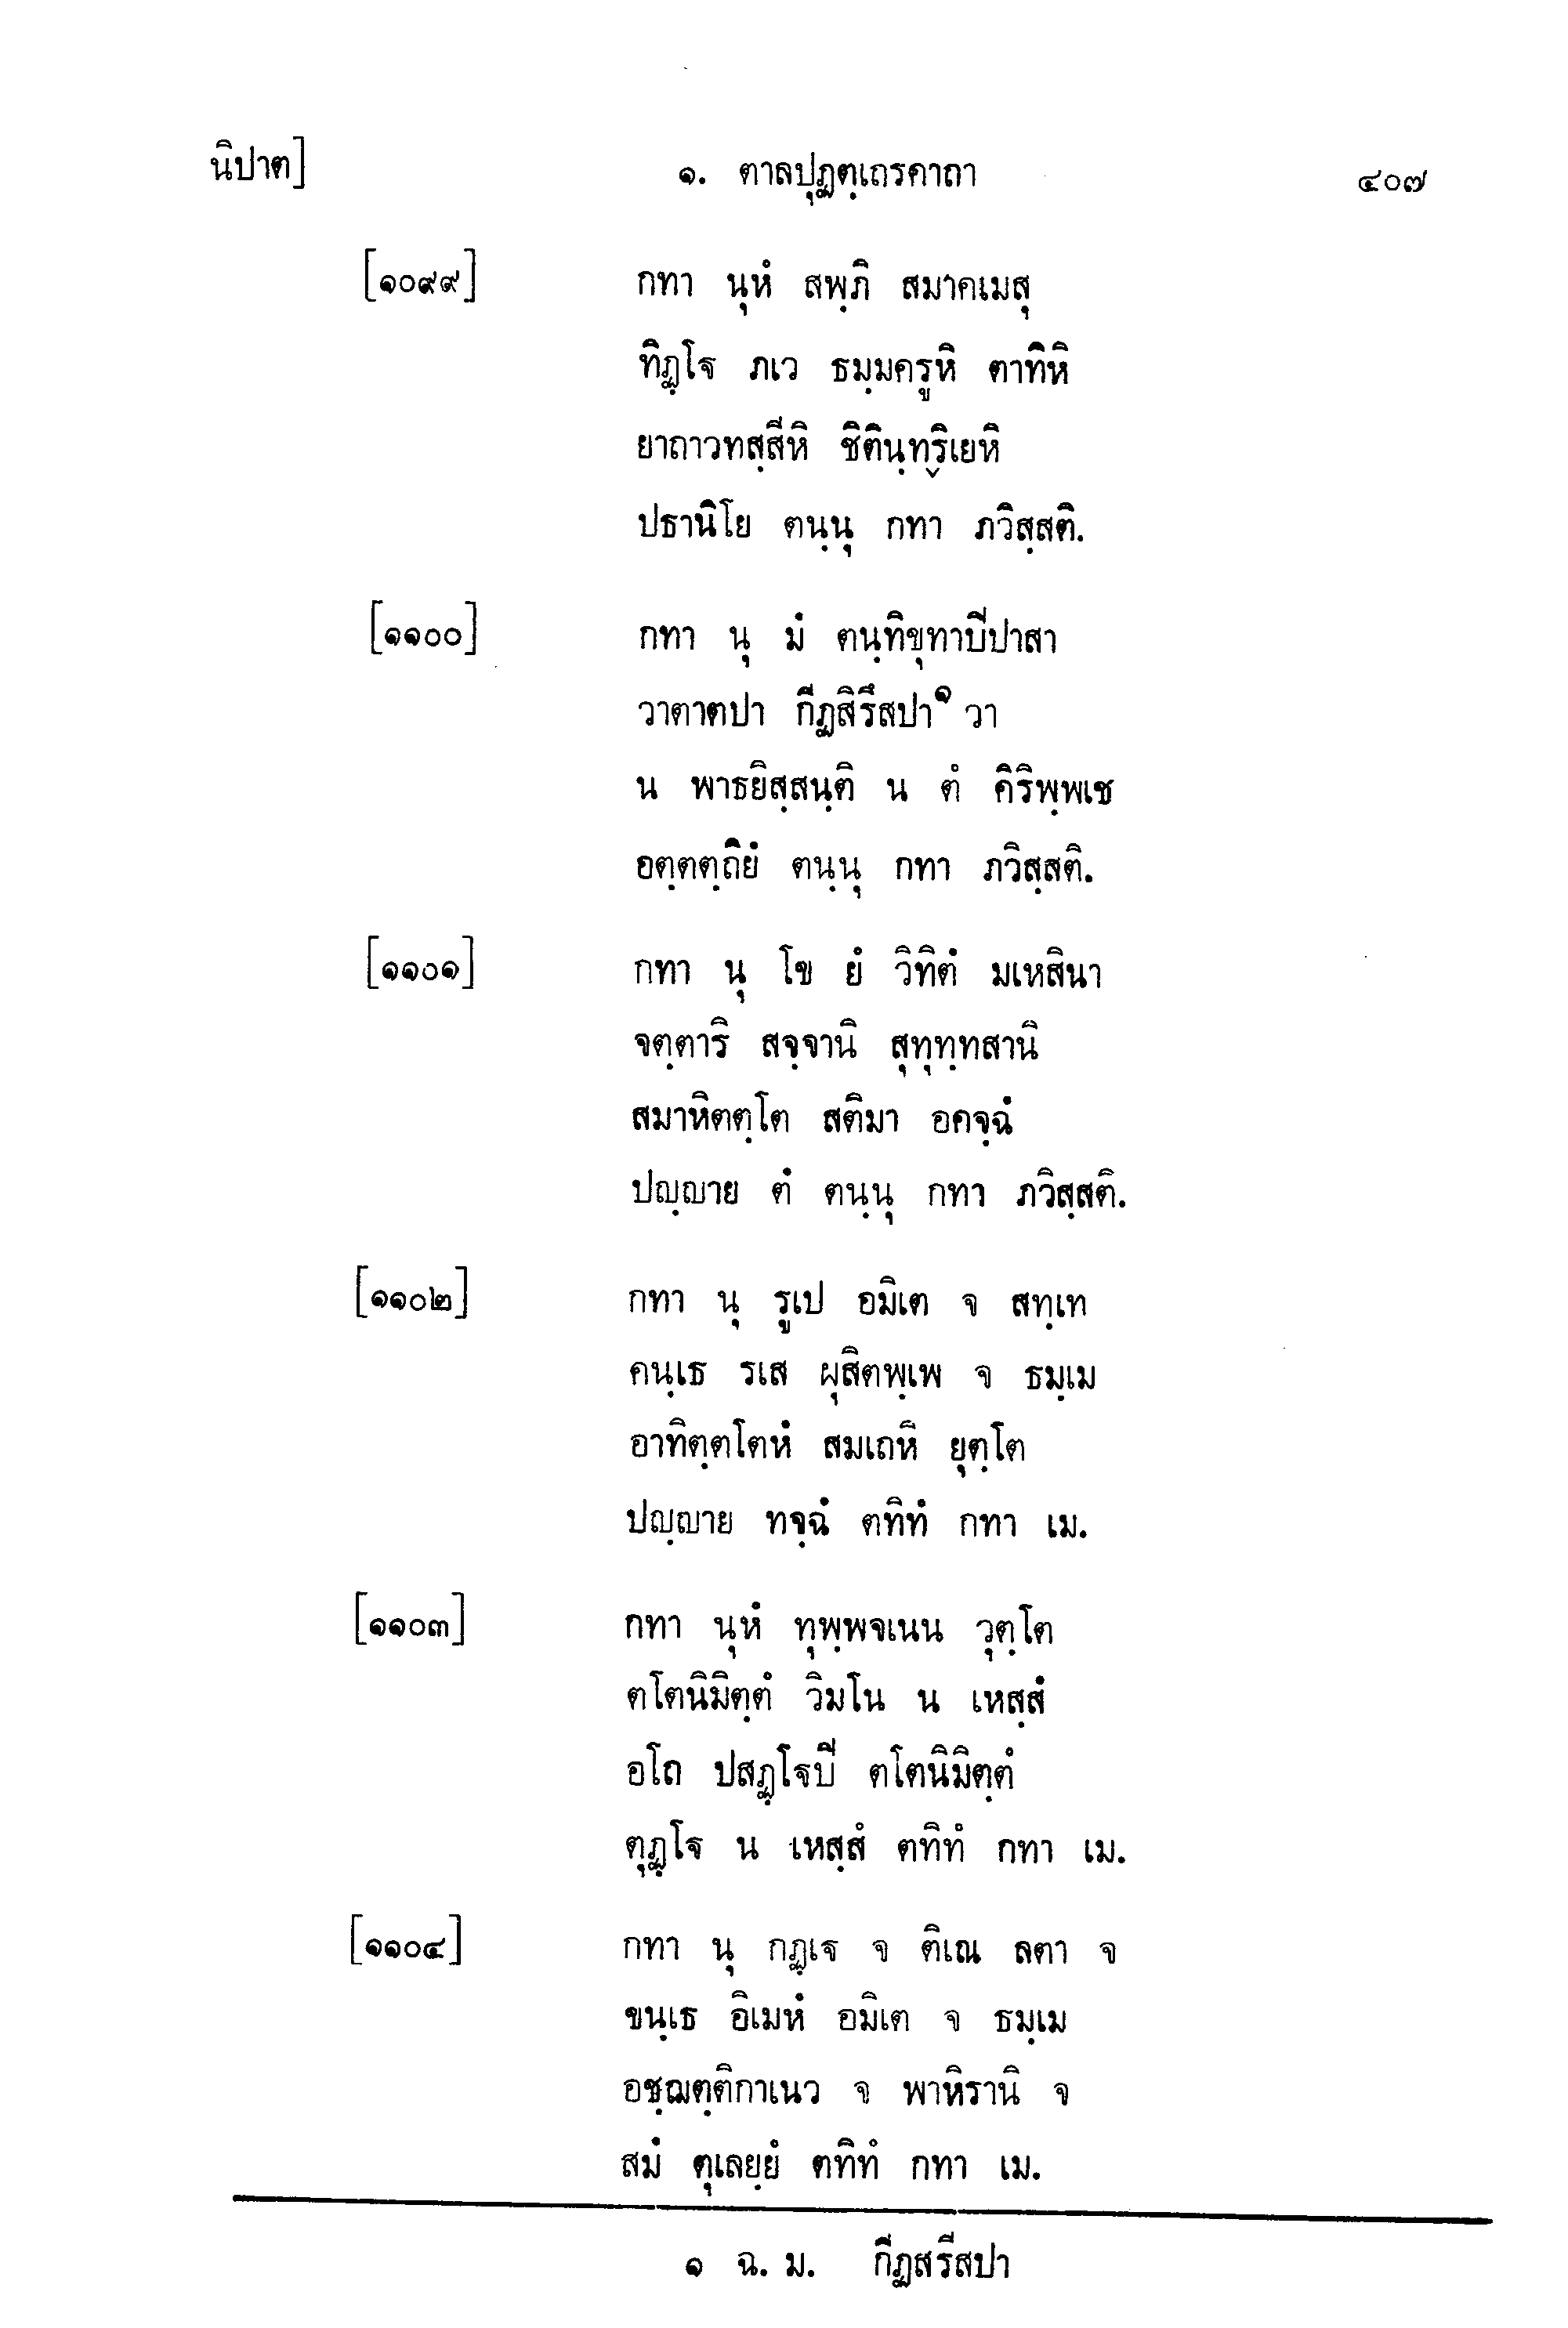 นิปาต] ๑. ตาลปุฏตฺเถรคาถา ๔๐๗
[๑๐๙๙] กทา นุหํ สพฺภิ สมาคเมสุ
ทิฏฺโฐ ภเว ธมฺมครูหิ ตาทิหิ
ยาถาวทสฺสีหิ ชิตินฺทฺริเยหิ
ปธานิโย ตนฺนุ กทา ภวิสฺสติ.
[๑๑๐๐] กทา นุ มํ ตนฺทิขุทาปีปาสา
วาตาตปา กีฏสิรึสปา๑ วา
น พาธยิสฺสนฺติ น ตํ คิริพฺพเช
อตฺตตฺถิยํ ตนฺนุ กทา ภวิสฺสติ.
[๑๑๐๑] กทา นุ โข ยํ วิทิตํ มเหสินา
จตฺตาริ สจฺจานิ สุทุทฺทสานิ
สมาหิตตฺโต สติมา อคจฺฉํ
ปญฺญาย ตํ ตนฺนุ กทา ภวิสฺสติ.
[๑๑๐๒] กทา นุ รูเป อมิเต จ สทฺเท
คนฺเธ รเส ผุสิตพฺเพ จ ธมฺเม
อาทิตฺตโตหํ สมเถหิ ยุตฺโต
ปญฺญาย ทจฺฉํ ตทิทํ กทา เม.
[๑๑๐๓] กทา นุหํ ทุพฺพจเนน วุตฺโต
ตโตนิมิตฺตํ วิมโน น เหสฺสํ
อโถ ปสฏฺโฐปี ตโตนิมิตฺตํ
ตุฏฺโฐ น เหสฺสํ ตทิทํ กทา เม.
[๑๑๐๔] กทา นุ กฏฺเฐ จ ติเณ ลตา จ
ขนฺเธ อิเมหํ อมิเต จ ธมฺเม
อชฺฌตฺติกาเนว จ พาหิรานิ จ
สมํ ตุเลยฺยํ ตทิทํ กทา เม.
๑ ฉ. ม. กีฏสรีสปา